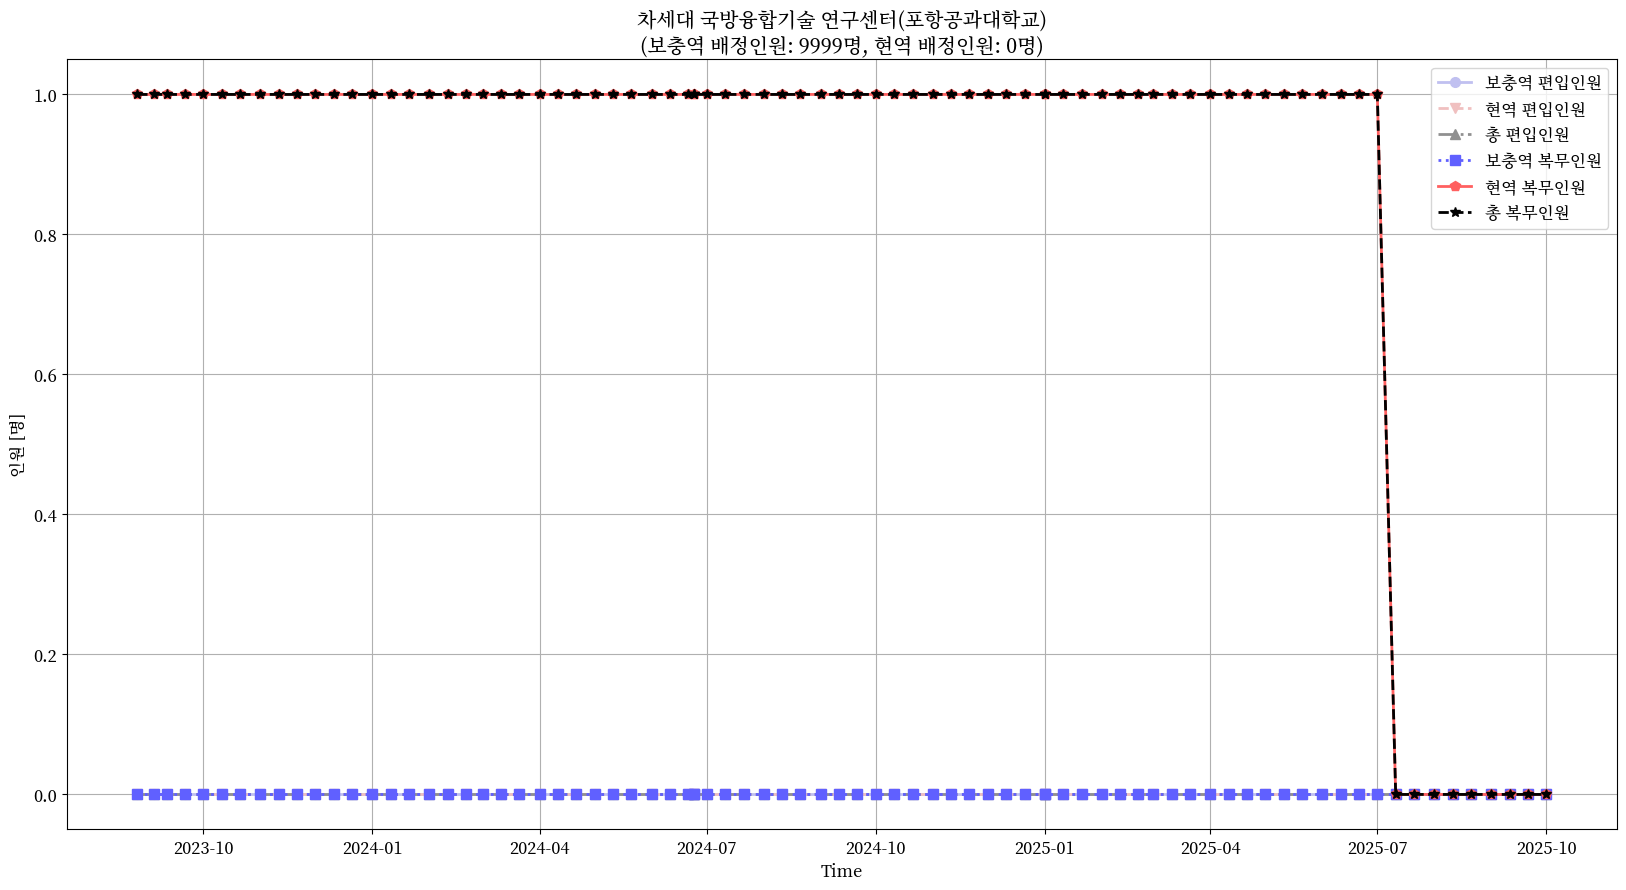 차세대 국방융합기술 연구센터(포항공과대학교)
(보충역 배정인원: 9999명, 현역 배정인원: 0명)
보충역 편입인원
현역 편입인원
총 편입인원
보충역 복무인원
현역 복무인원
총 복무인원
인원 [명]
1.0
0.8
0.6
0.4
0.2
0.0
2023-10
2024-01
2024-04
2024-07
2024-10
2025-01
2025-04
2025-07
2025-10
Time